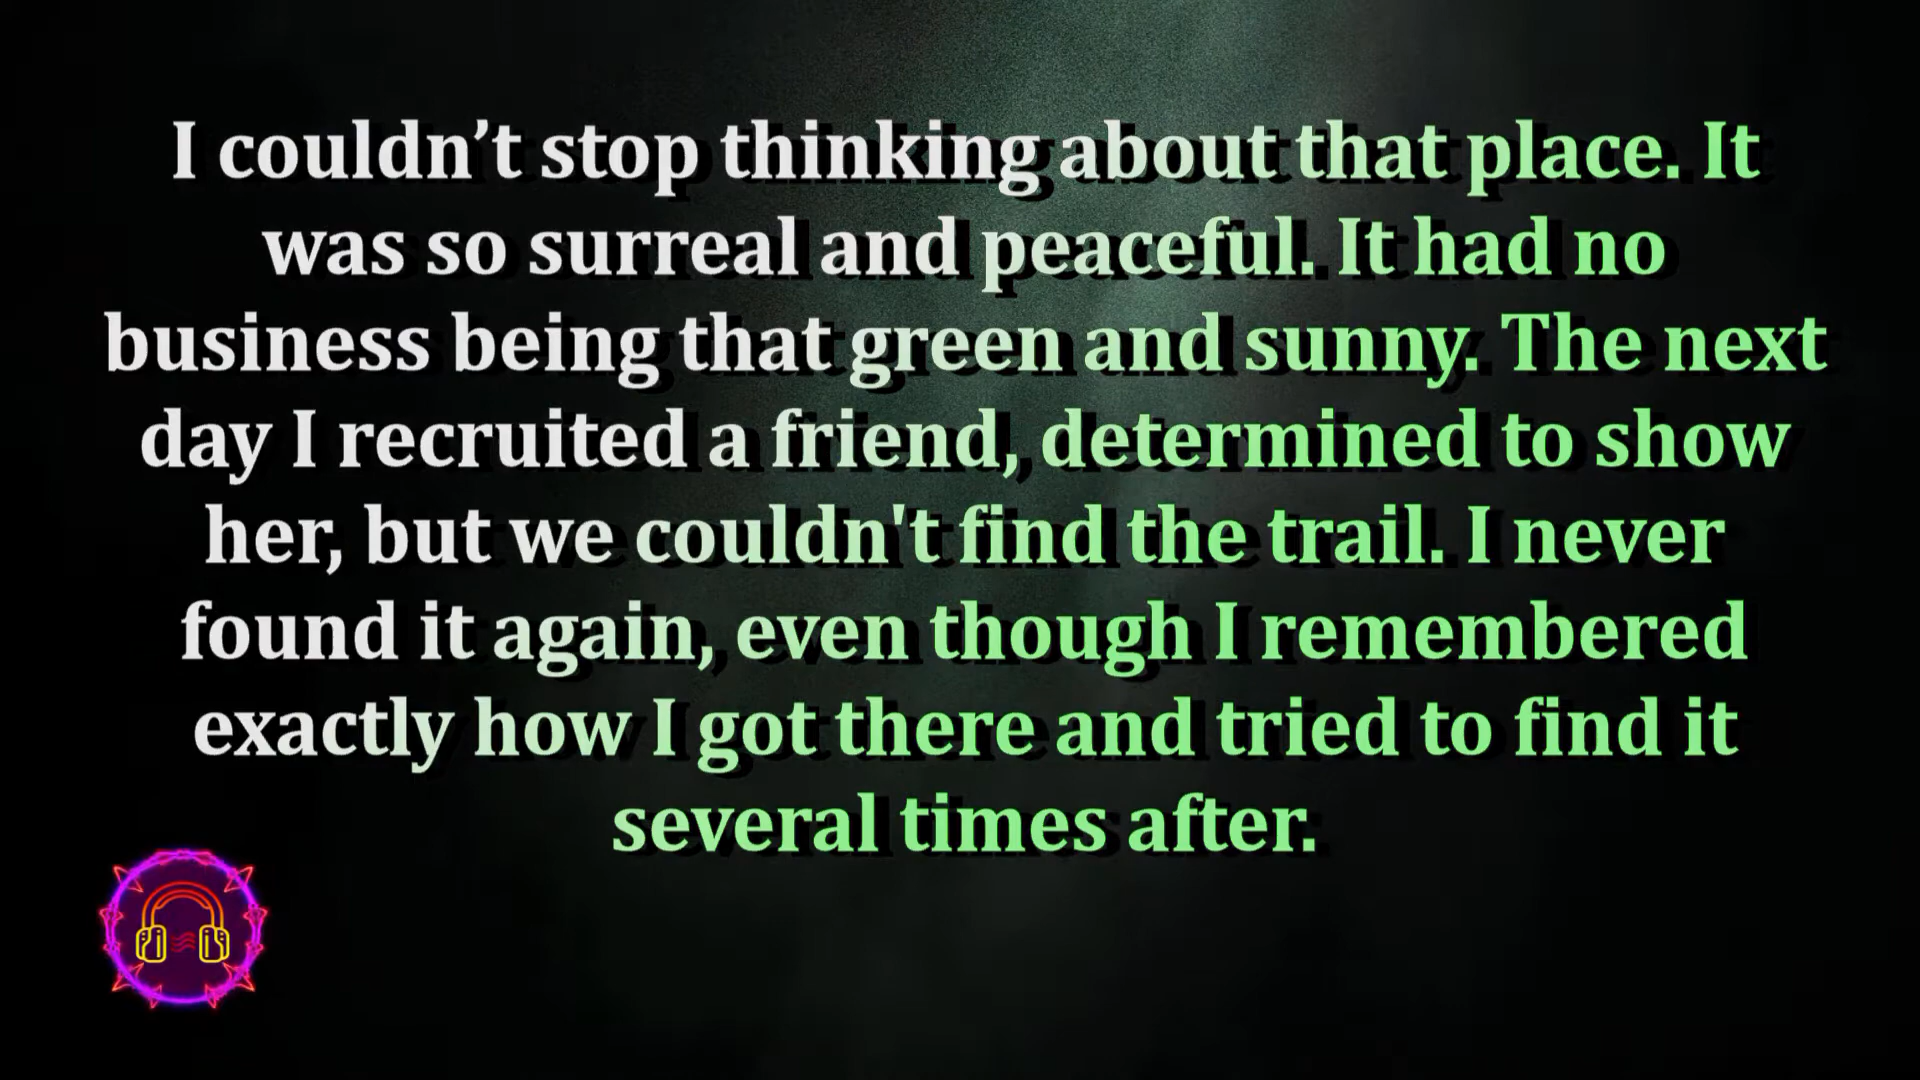 I couldn’t stop thinking about that place. It
was so surreal and peaceful. It had no
business being that green and sunny. The next
day I recruited a friend, determined to show
her, but we couldn't find the trail. I never
found it again, even though I remembered
exactly how I got there and tried to find it
several times after.